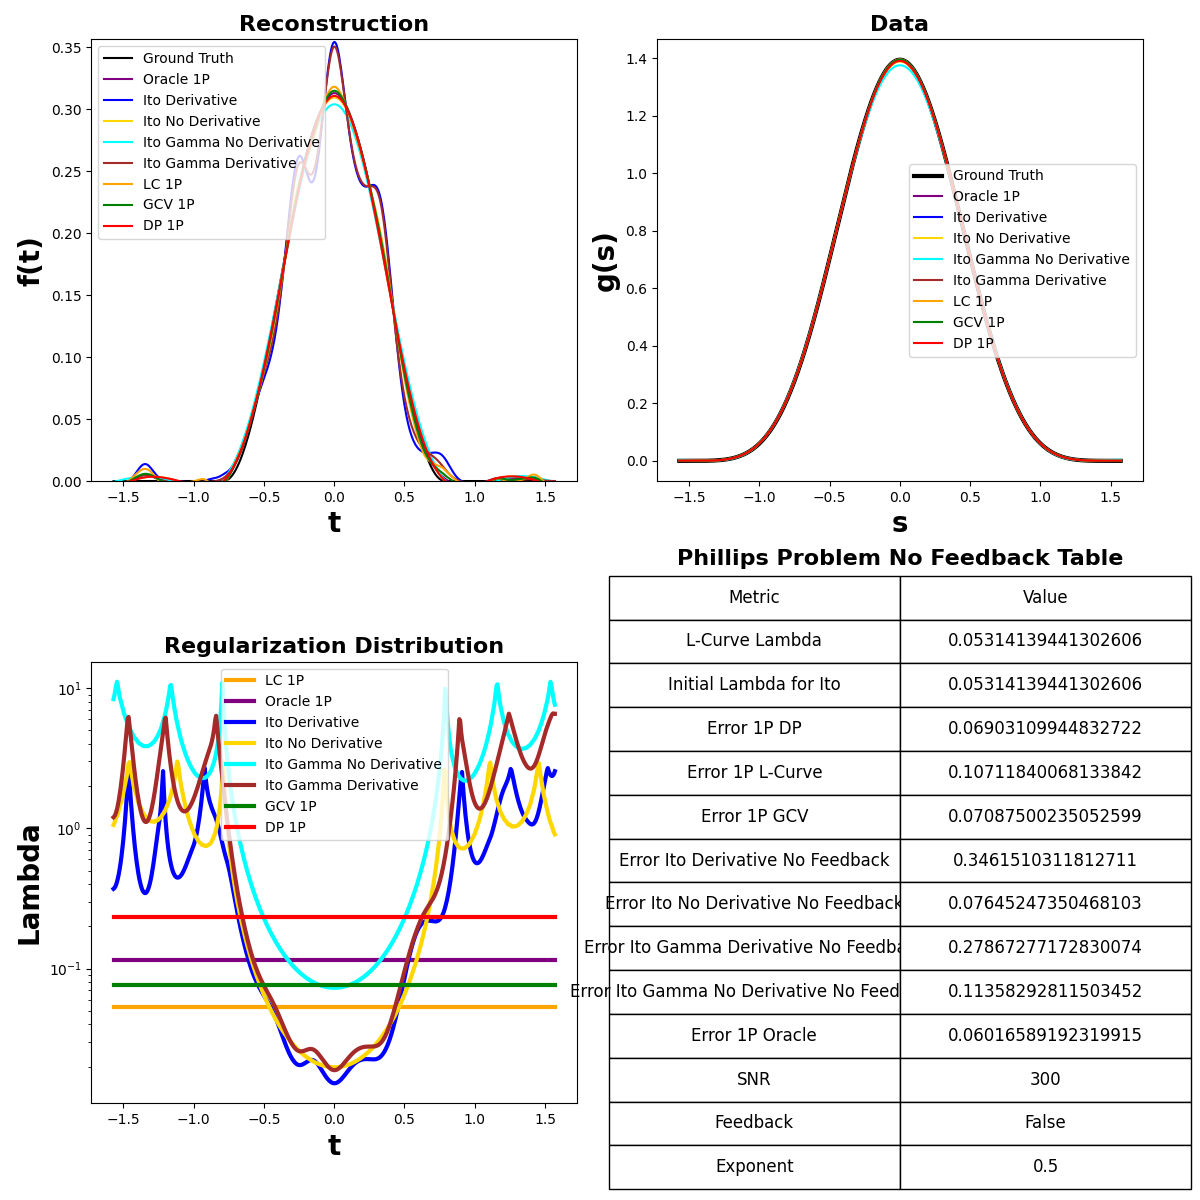 Reconstruction
0.35
0.30
0.25
0.20
0.15
0.10
0.05
0.00
f(t)
Ground Truth
Oracle 1P
Ito Derivative
Ito No Derivative
Ito Gamma No Derivative
Ito Gamma Derivative
LC 1P
GCV 1P
DP 1P
−1.5 −1.0 −0.5 0.0 0.5 1.0 1.5
t
Data
1.4
1.2
1.0
0.8
0.6
0.4
0.2
0.0
g(s)
Ground Truth
Oracle 1P
Ito Derivative
Ito No Derivative
Ito Gamma No Derivative
Ito Gamma Derivative
LC 1P
GCV 1P
DP 1P
−1.5 −1.0 −0.5 0.0 0.5 1.0 1.5
s
Regularization Distribution
10¹
10⁰
10⁻¹
Lambda
LC 1P
Oracle 1P
Ito Derivative
Ito No Derivative
Ito Gamma No Derivative
Ito Gamma Derivative
GCV 1P
DP 1P
−1.5 −1.0 −0.5 0.0 0.5 1.0 1.5
t
Phillips Problem No Feedback Table
Metric Value
L-Curve Lambda 0.05314139441302606
Initial Lambda for Ito 0.05314139441302606
Error 1P DP 0.06903109944832722
Error 1P L-Curve 0.10711840068133842
Error 1P GCV 0.07087500235052599
Error Ito Derivative No Feedback 0.3461510311812711
Error Ito No Derivative No Feedback 0.07645247350468103
Error Ito Gamma Derivative No Feedba 0.27867277172830074
Error Ito Gamma No Derivative No Feed 0.11358292811503452
Error 1P Oracle 0.06016589192319915
SNR 300
Feedback False
Exponent 0.5